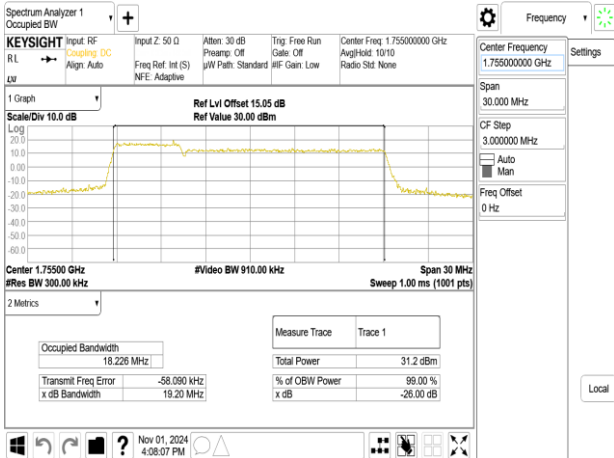 Spectrum Analyzer 1
Occupied BW
+
Frequency
KEYSIGHT
RL
Input: RF
Coupling: DC
Align: Auto
Input Z: 50 Ω
Freq Ref: Int (S)
NFE: Adaptive
Atten: 30 dB
Preamp: Off
µW Path: Standard
Trig: Free Run
Gate: Off
#IF Gain: Low
Center Freq: 1.755000000 GHz
Avg|Hold: 10/10
Radio Std: None
Center Frequency
1.755000000 GHz
Settings
Span
30.000 MHz
CF Step
3.000000 MHz
Auto
Man
Freq Offset
0 Hz
Local
1 Graph
Scale/Div 10.0 dB
Ref Lvl Offset 15.05 dB
Ref Value 30.00 dBm
Log
20.0
10.0
0.00
-10.0
-20.0
-30.0
-40.0
-50.0
-60.0
Center 1.75500 GHz
#Video BW 910.00 kHz
Span 30 MHz
#Res BW 300.00 kHz
Sweep 1.00 ms (1001 pts)
2 Metrics
Measure Trace
Trace 1
Occupied Bandwidth
18.226 MHz
Total Power
31.2 dBm
Transmit Freq Error
-58.090 kHz
% of OBW Power
99.00 %
x dB Bandwidth
19.20 MHz
x dB
-26.00 dB
?
Nov 01, 2024
4:08:07 PM